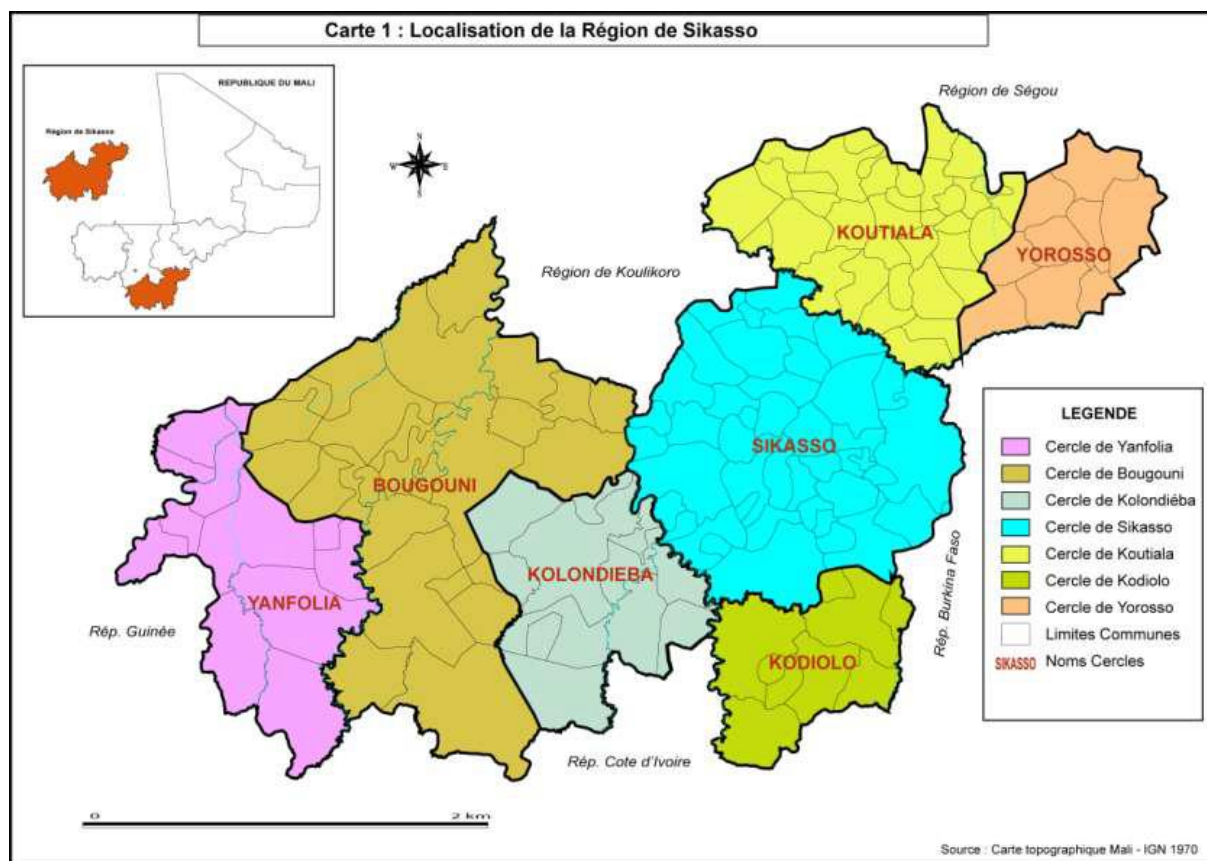 Carte 1 : Localisation de la Région de Sikasso
REPUBLIQUE DU MALI
Région de Sikasso
N
W
E
S
Région de Ségou
KOUTIALA
YOROSSO
Région de Koulikoro
SIKASSO
BOUGOUNI
KOLONDIEBA
YANFOLIA
KODIOLO
Rép. Guinée
Rép. Burkina Faso
Rép. Cote d'Ivoire
LEGENDE
Cercle de Yanfolia
Cercle de Bougouni
Cercle de Kolondiéba
Cercle de Sikasso
Cercle de Koutiala
Cercle de Kodiolo
Cercle de Yorosso
Limites Communes
SIKASSO Noms Cercles
0 2 km
Source : Carte topographique Mali - IGN 1970